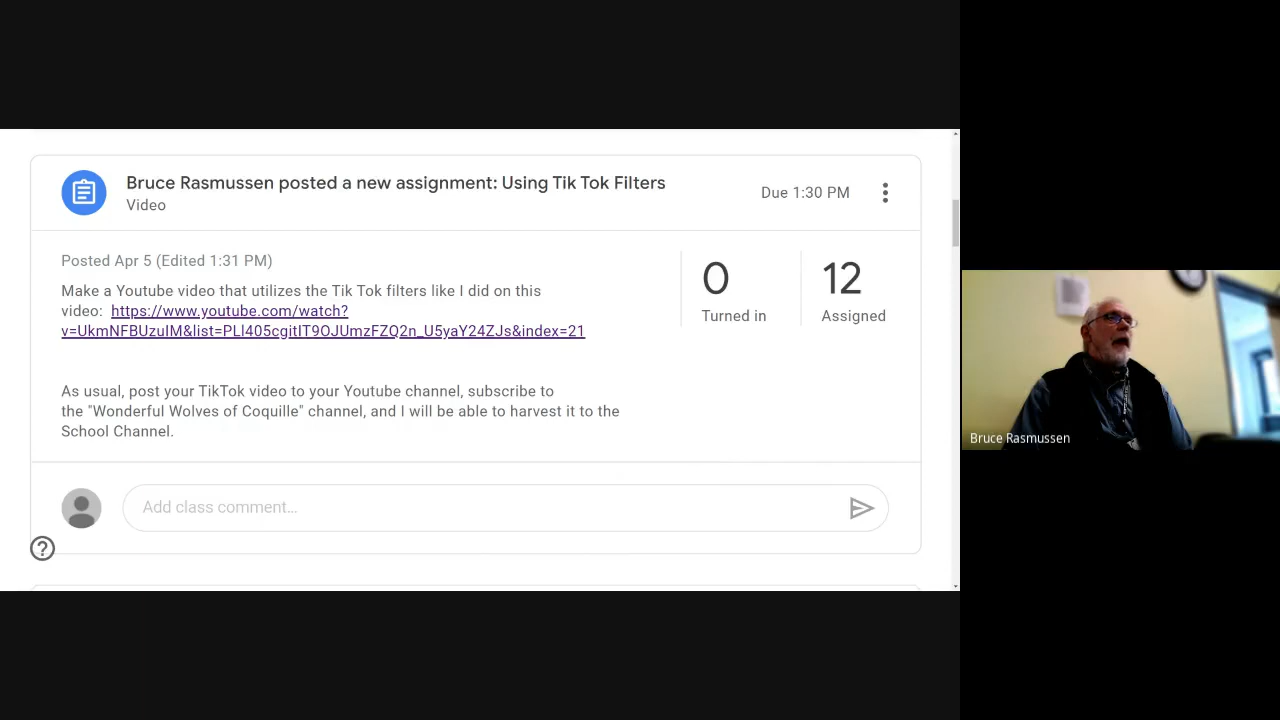 Bruce Rasmussen posted a new assignment: Using Tik Tok Filters
Video
Due 1:30 PM
Posted Apr 5 (Edited 1:31 PM)
Make a Youtube video that utilizes the Tik Tok filters like I did on this
video: https://www.youtube.com/watch?
v=UkmNFBUzuIM&list=PLl405cgitIT9OJUmzFZQ2n_U5yaY24ZJs&index=21
0
Turned in
12
Assigned
As usual, post your TikTok video to your Youtube channel, subscribe to
the "Wonderful Wolves of Coquille" channel, and I will be able to harvest it to the
School Channel.
Add class comment...
?
Bruce Rasmussen